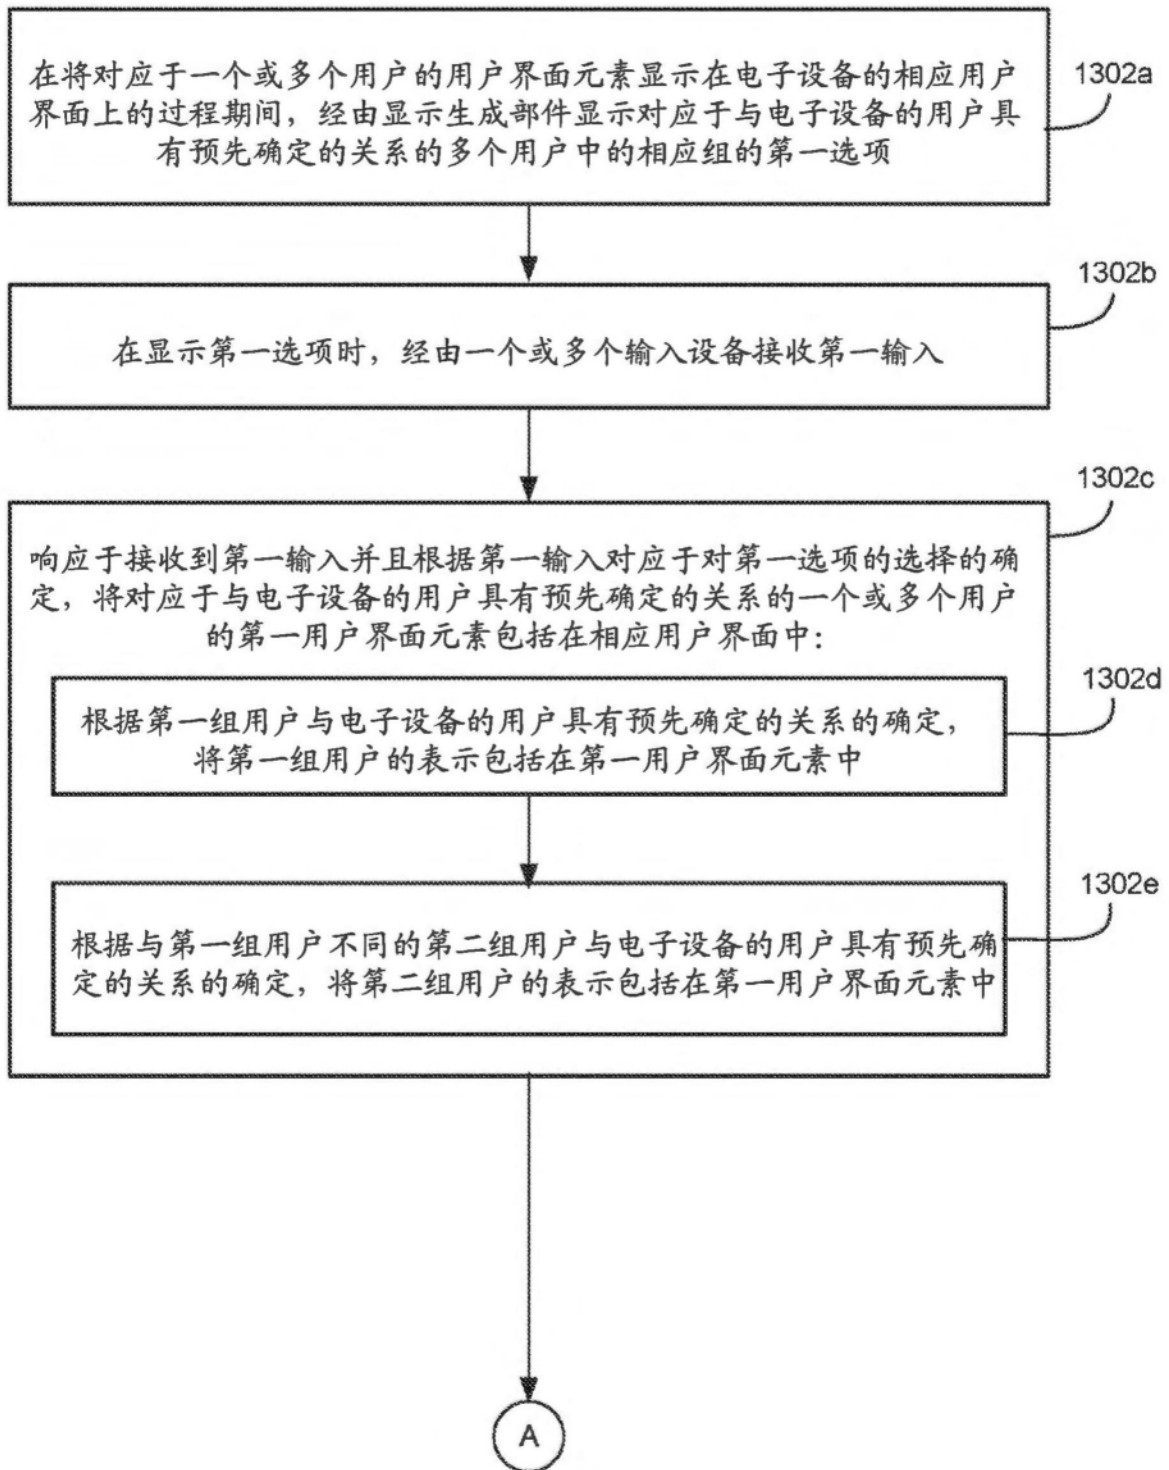 在将对应于一个或多个用户的用户界面元素显示在电子设备的相应用户
界面上的过程期间，经由显示生成部件显示对应于与电子设备的用户具
有预先确定的关系的多个用户中的相应组的第一选项
1302a
1302b
在显示第一选项时，经由一个或多个输入设备接收第一输入
1302c
响应于接收到第一输入并且根据第一输入对应于对第一选项的选择的确
定，将对应于与电子设备的用户具有预先确定的关系的一个或多个用户
的第一用户界面元素包括在相应用户界面中：
1302d
根据第一组用户与电子设备的用户具有预先确定的关系的确定，
将第一组用户的表示包括在第一用户界面元素中
1302e
根据与第一组用户不同的第二组用户与电子设备的用户具有预先确
定的关系的确定，将第二组用户的表示包括在第一用户界面元素中
A